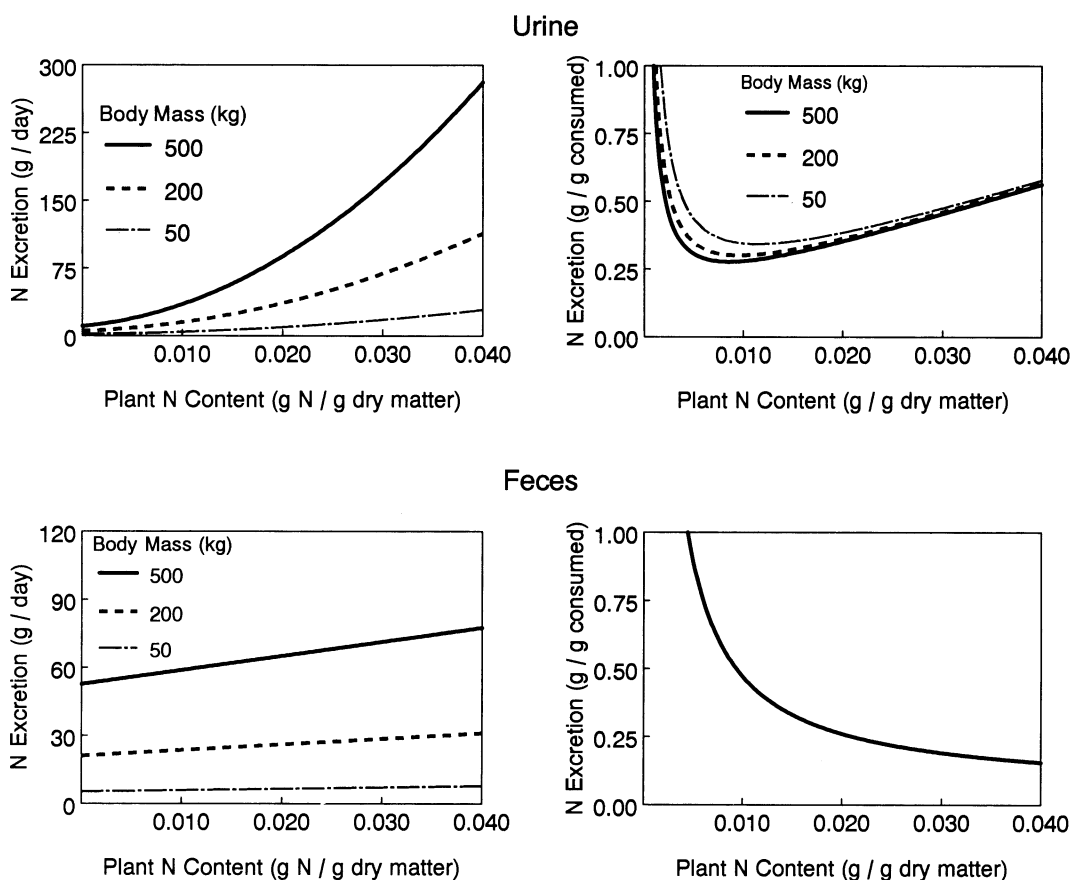 Urine
N Excretion (g / day)
300
225
150
75
0
Body Mass (kg)
500
200
50
0.010 0.020 0.030 0.040
Plant N Content (g N / g dry matter)
N Excretion (g / g consumed)
1.00
0.75
0.50
0.25
0.00
Body Mass (kg)
500
200
50
0.010 0.020 0.030 0.040
Plant N Content (g / g dry matter)
Feces
N Excretion (g / day)
120
90
60
30
0
Body Mass (kg)
500
200
50
0.010 0.020 0.030 0.040
Plant N Content (g N / g dry matter)
N Excretion (g / g consumed)
1.00
0.75
0.50
0.25
0.00
0.010 0.020 0.030 0.040
Plant N Content (g / g dry matter)